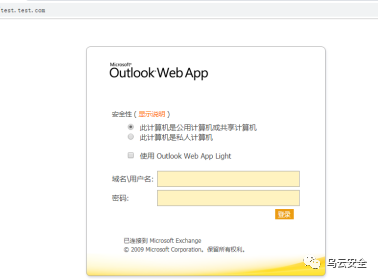 test.test.com
Microsoft®
Outlook Web App
安全性 ( 显示说明 )
此计算机是公用计算机或共享计算机
此计算机是私人计算机
使用 Outlook Web App Light
域名\用户名:
密码:
登录
已连接到 Microsoft Exchange
© 2009 Microsoft Corporation。保留所有权利。
乌云安全